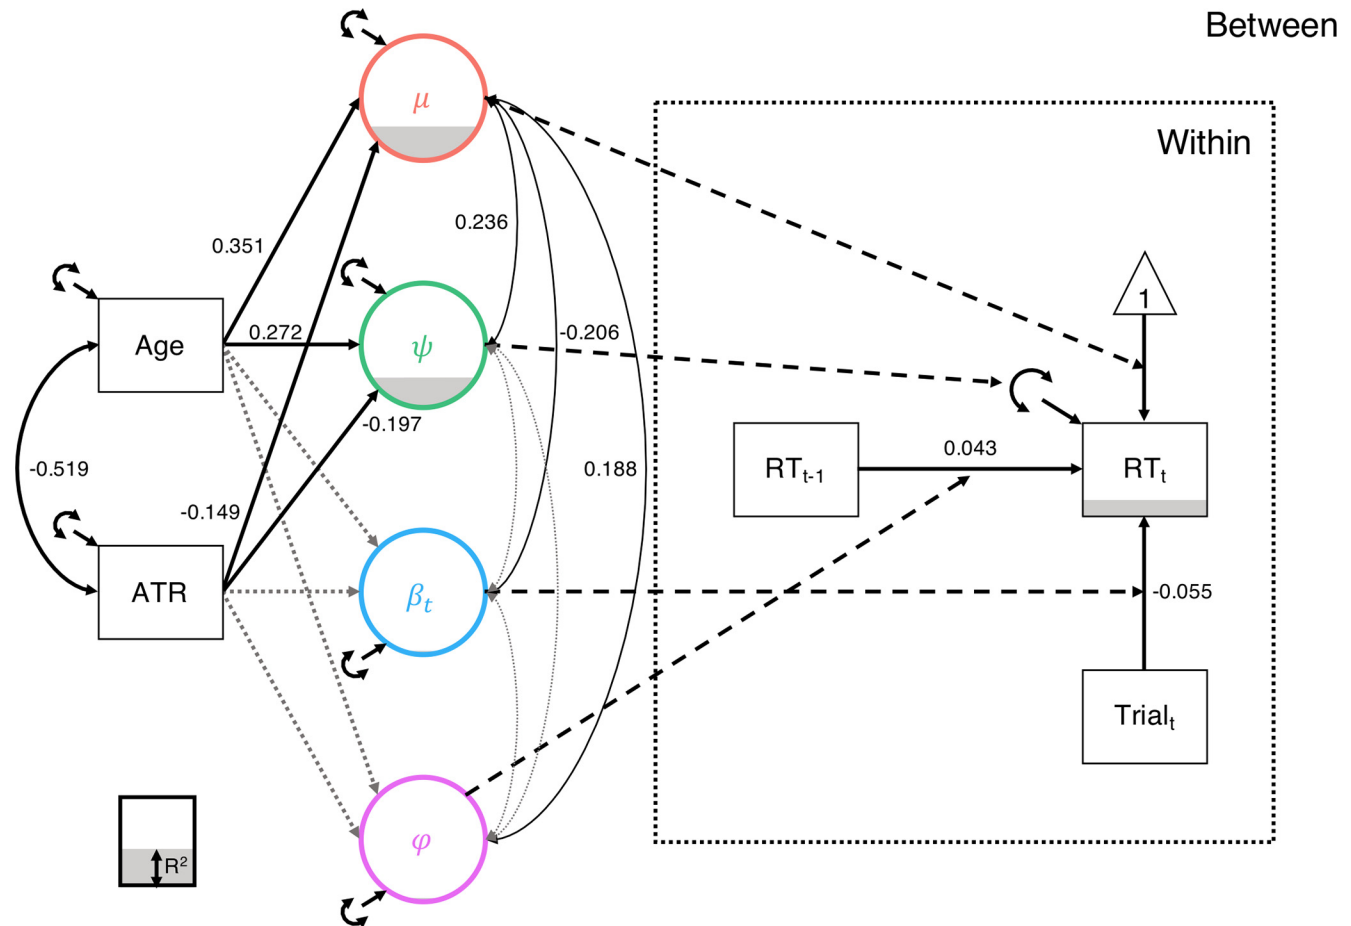 Between
μ
Within
0.236
0.351
1
0.272
-0.206
Age
ψ
-0.197
0.043
-0.519
0.188
RTt-1
RTt
-0.149
ATR
βt
-0.055
Trialt
φ
R²